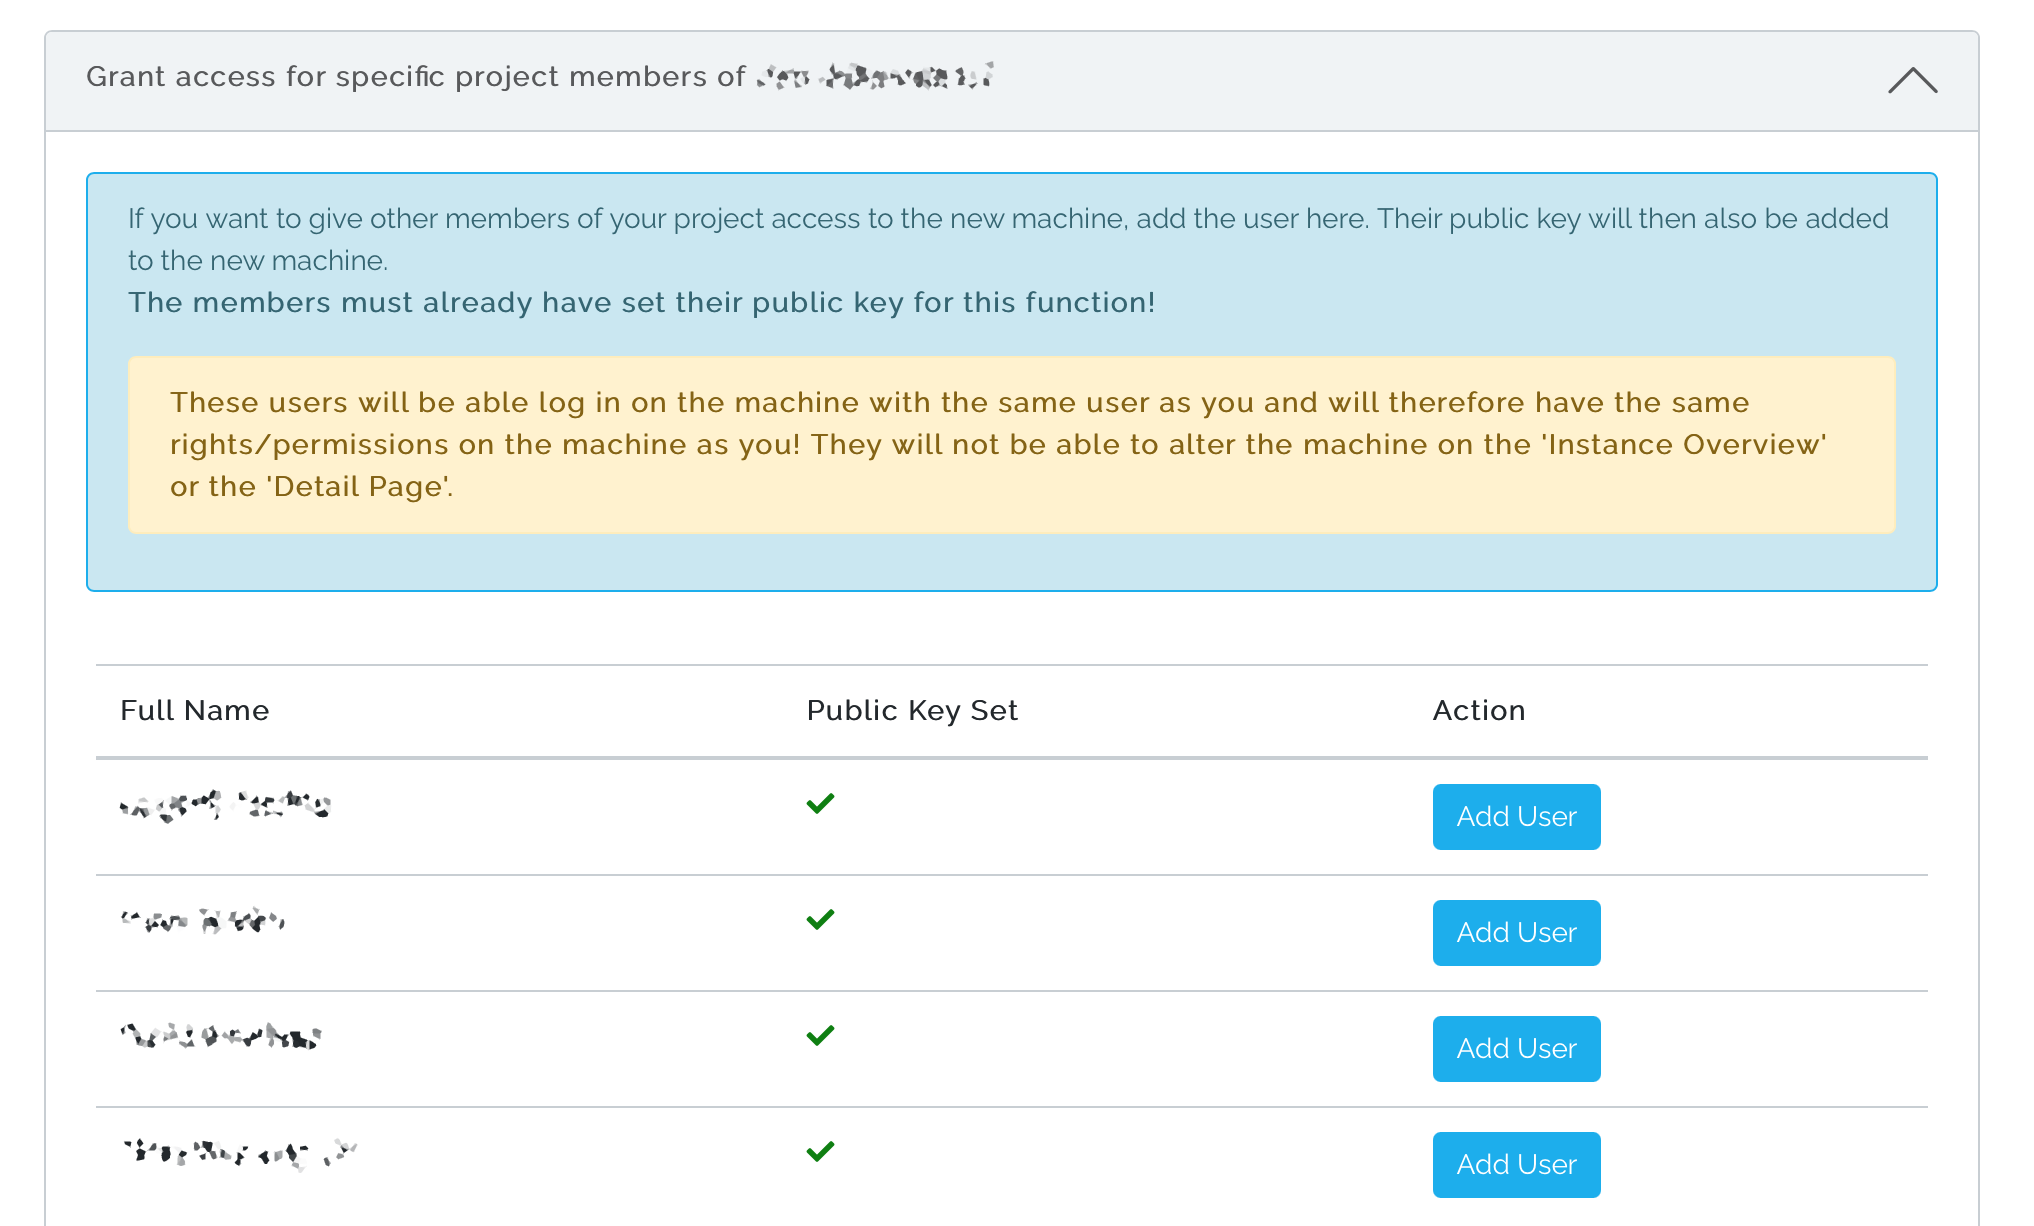 Grant access for specific project members of
If you want to give other members of your project access to the new machine, add the user here. Their public key will then also be added
to the new machine.
The members must already have set their public key for this function!
These users will be able log in on the machine with the same user as you and will therefore have the same
rights/permissions on the machine as you! They will not be able to alter the machine on the 'Instance Overview'
or the 'Detail Page'.
Full Name Public Key Set Action
Add User
Add User
Add User
Add User